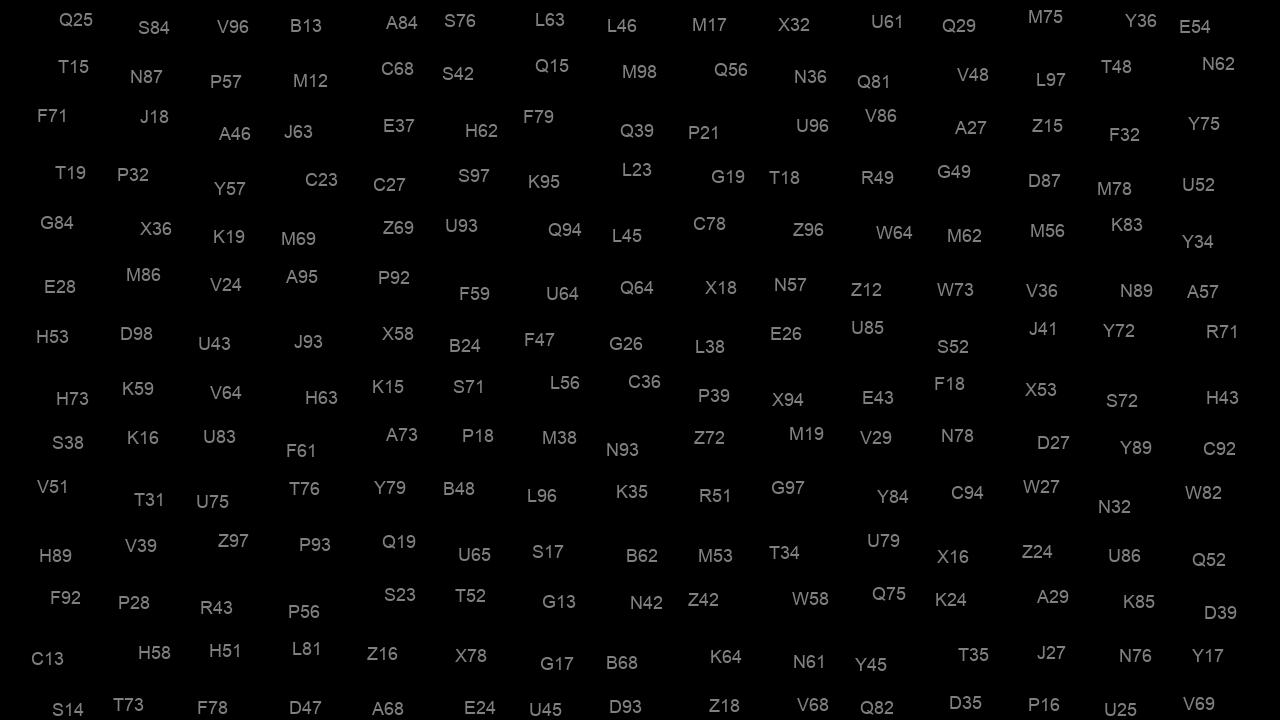 Q25 S84 V96 B13 A84 S76 L63 L46 M17 X32 U61 Q29 M75 Y36 E54
T15 N87 P57 M12 C68 S42 Q15 M98 Q56 N36 Q81 V48 L97 T48 N62
F71 J18 A46 J63 E37 H62 F79 Q39 P21 U96 V86 A27 Z15 F32 Y75
T19 P32 Y57 C23 C27 S97 K95 L23 G19 T18 R49 G49 D87 M78 U52
G84 X36 K19 M69 Z69 U93 Q94 L45 C78 Z96 W64 M62 M56 K83 Y34
E28 M86 V24 A95 P92 F59 U64 Q64 X18 N57 Z12 W73 V36 N89 A57
H53 D98 U43 J93 X58 B24 F47 G26 L38 E26 U85 S52 J41 Y72 R71
H73 K59 V64 H63 K15 S71 L56 C36 P39 X94 E43 F18 X53 S72 H43
S38 K16 U83 F61 A73 P18 M38 N93 Z72 M19 V29 N78 D27 Y89 C92
V51 T31 U75 T76 Y79 B48 L96 K35 R51 G97 Y84 C94 W27 N32 W82
H89 V39 Z97 P93 Q19 U65 S17 B62 M53 T34 U79 X16 Z24 U86 Q52
F92 P28 R43 P56 S23 T52 G13 N42 Z42 W58 Q75 K24 A29 K85 D39
C13 H58 H51 L81 Z16 X78 G17 B68 K64 N61 Y45 T35 J27 N76 Y17
S14 T73 F78 D47 A68 E24 U45 D93 Z18 V68 Q82 D35 P16 U25 V69